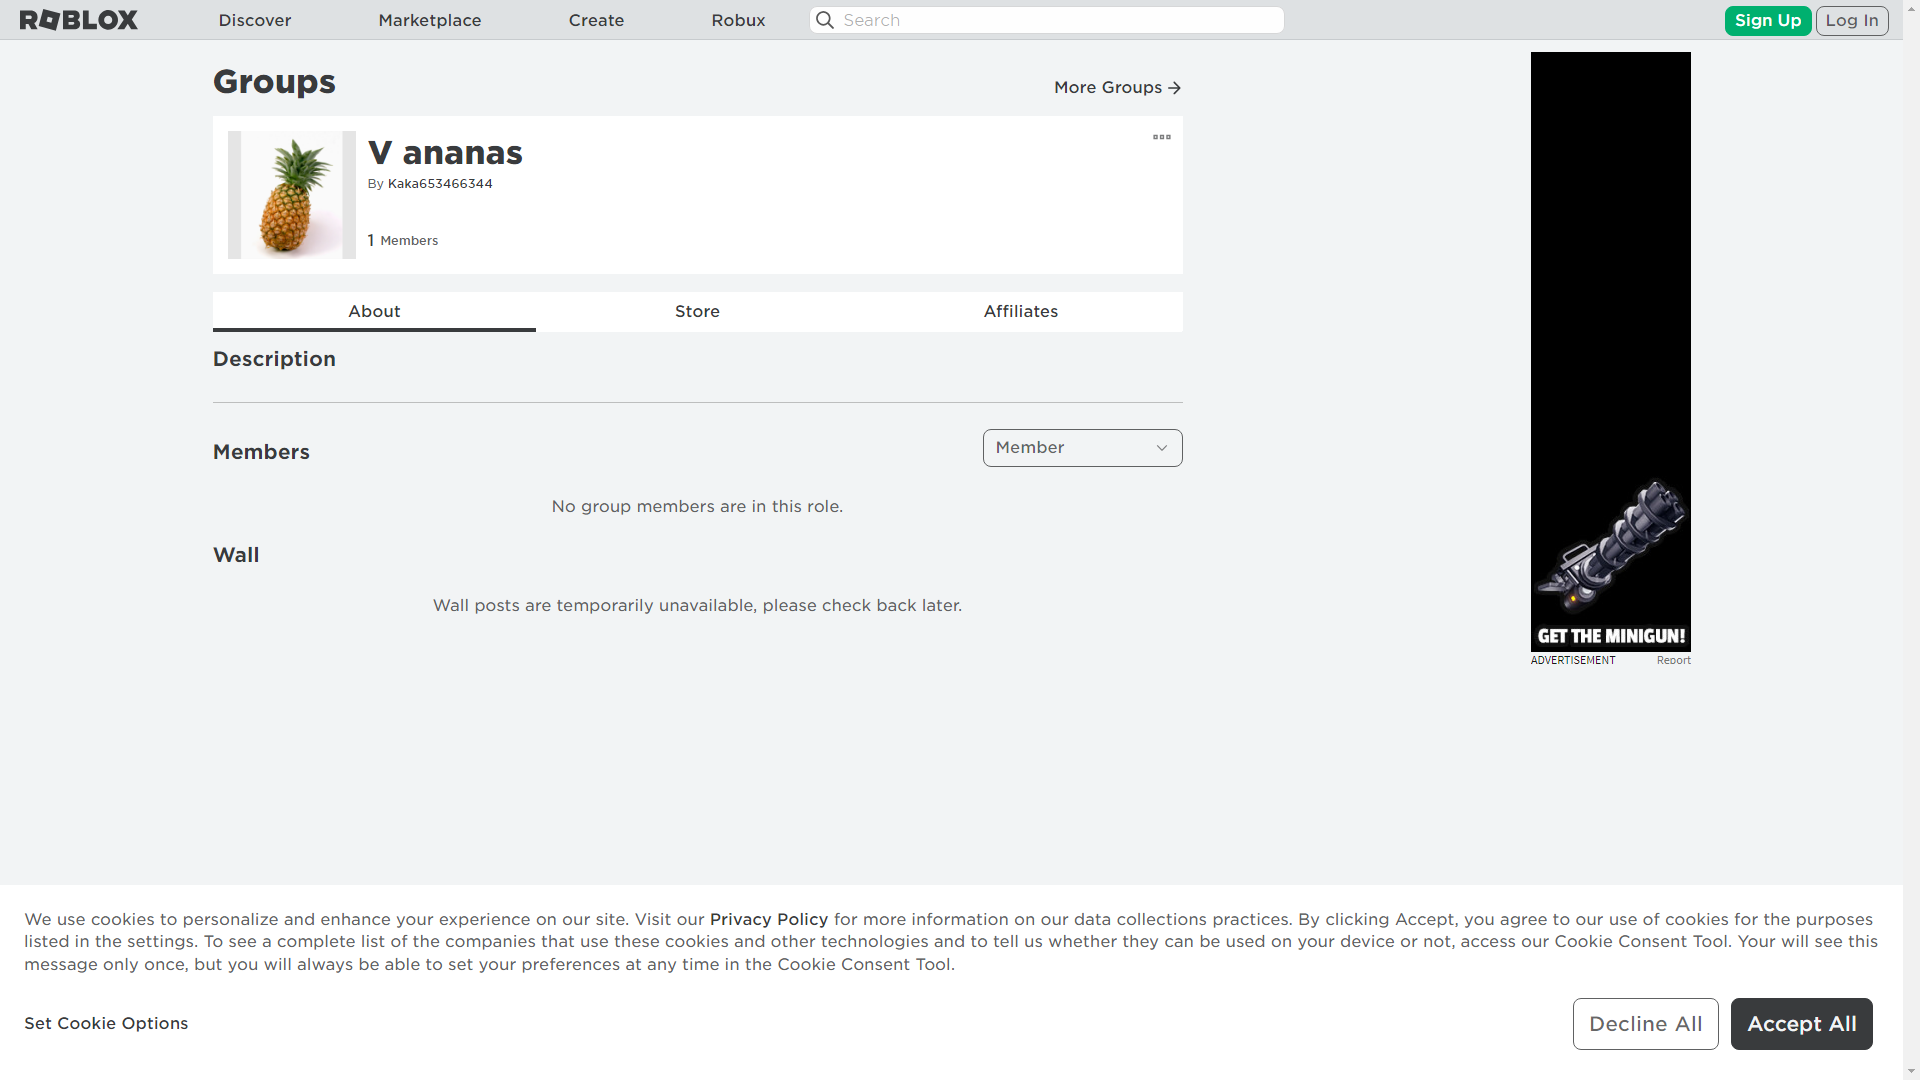 ROBLOX
Discover
Marketplace
Create
Robux
Search
Sign Up
Log In
Groups
More Groups
V ananas
By Kaka653466344
1 Members
About
Store
Affiliates
Description
Members
Member
No group members are in this role.
Wall
Wall posts are temporarily unavailable, please check back later.
GET THE MINIGUN!
ADVERTISEMENT
Report
We use cookies to personalize and enhance your experience on our site. Visit our Privacy Policy for more information on our data collections practices. By clicking Accept, you agree to our use of cookies for the purposes
listed in the settings. To see a complete list of the companies that use these cookies and other technologies and to tell us whether they can be used on your device or not, access our Cookie Consent Tool. Your will see this
message only once, but you will always be able to set your preferences at any time in the Cookie Consent Tool.
Set Cookie Options
Decline All
Accept All